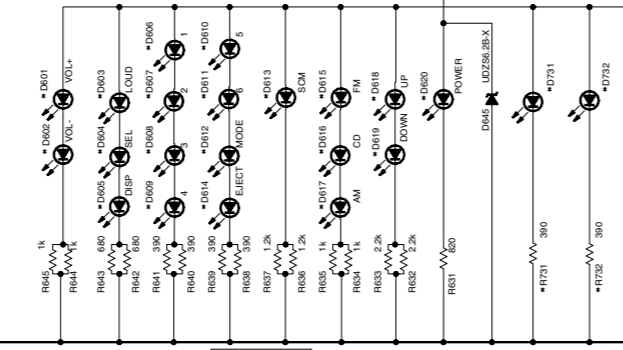 *D601
VOL+
*D602
VOL-
1k
R645
R644
1k
*D603
LOUD
*D604
SEL
*D605
DISP
680
R643
R642
680
*D606
1
*D607
2
*D608
3
*D609
4
390
R641
R640
390
*D610
5
*D611
6
*D612
MODE
*D614
EJECT
390
R639
R638
390
*D613
SCM
1.2k
R637
R636
1.2k
*D615
FM
*D616
CD
*D617
AM
1k
R635
R634
1k
*D618
UP
*D619
DOWN
2.2k
R633
R632
2.2k
*D620
POWER
820
R631
UDZS6.2B-X
D645
*D731
390
*R731
*D732
390
*R732